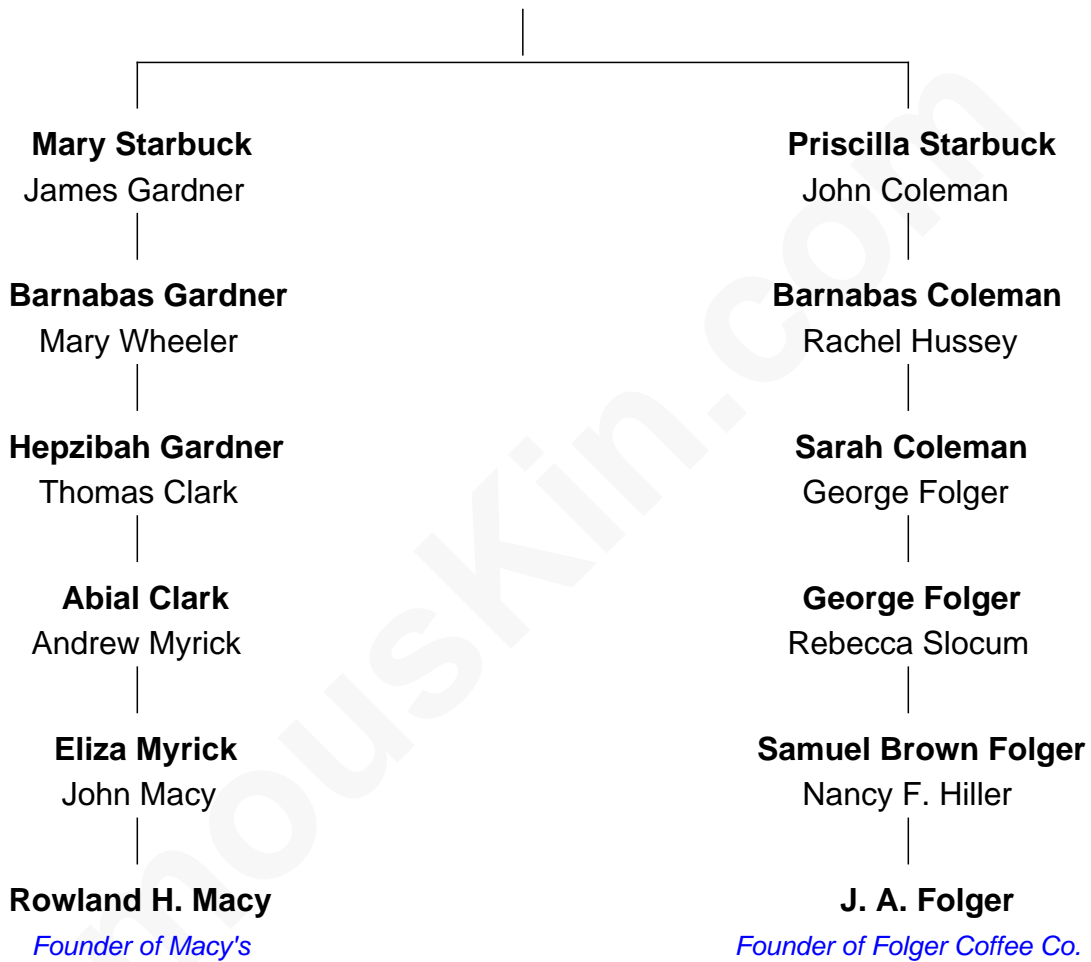 Mary Starbuck
James Gardner
Barnabas Gardner
Mary Wheeler
Hepzibah Gardner
Thomas Clark
Abial Clark
Andrew Myrick
Eliza Myrick
John Macy
Rowland H. Macy
Founder of Macy's
Priscilla Starbuck
John Coleman
Barnabas Coleman
Rachel Hussey
Sarah Coleman
George Folger
George Folger
Rebecca Slocum
Samuel Brown Folger
Nancy F. Hiller
J. A. Folger
Founder of Folger Coffee Co.
mousKin.com